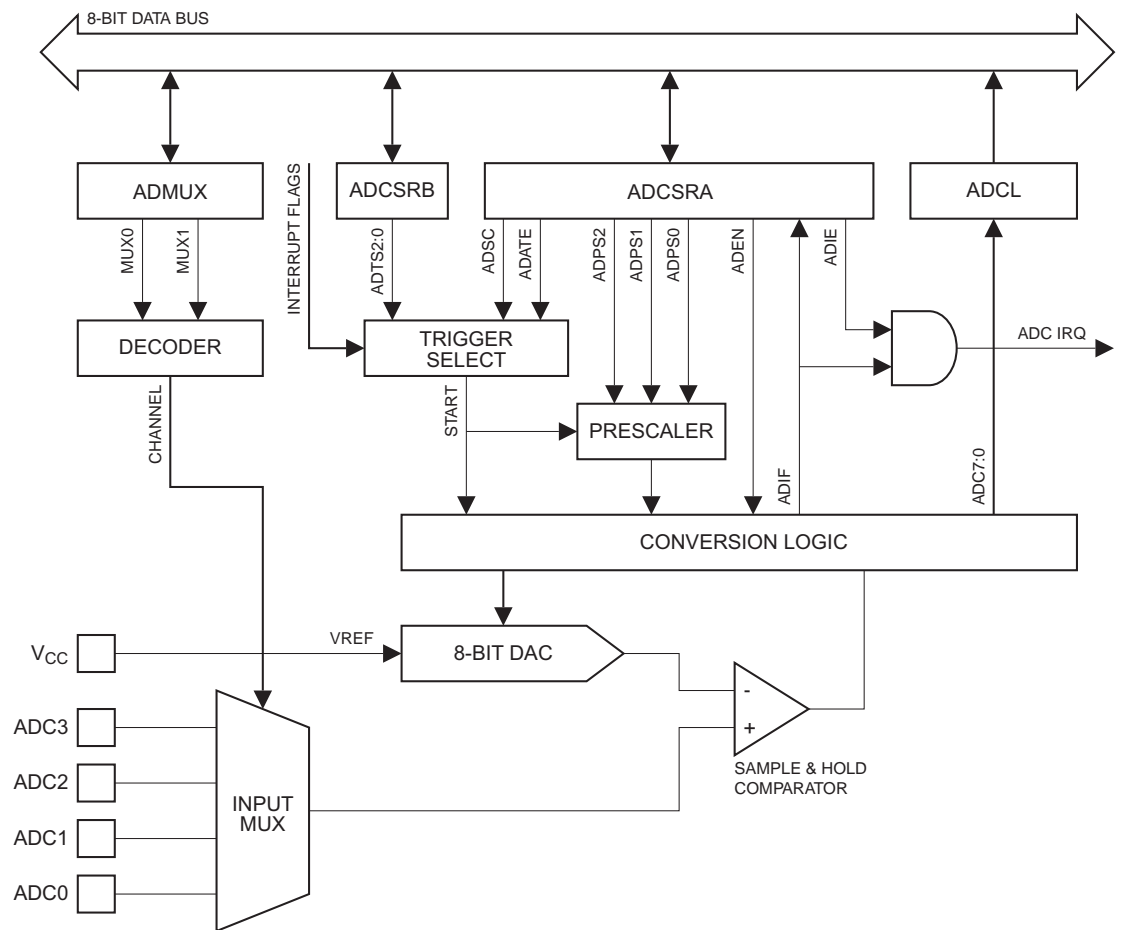 8-BIT DATA BUS
ADMUX
ADCSRB
ADCSRA
ADCL
INTERRUPT FLAGS
MUX0
MUX1
ADTS2:0
ADSC
ADATE
ADPS2
ADPS1
ADPS0
ADEN
ADIE
DECODER
TRIGGER
SELECT
ADC IRQ
CHANNEL
START
PRESCALER
ADIF
ADC7:0
CONVERSION LOGIC
VCC
VREF
8-BIT DAC
-
+
ADC3
ADC2
ADC1
ADC0
INPUT
MUX
SAMPLE & HOLD
COMPARATOR